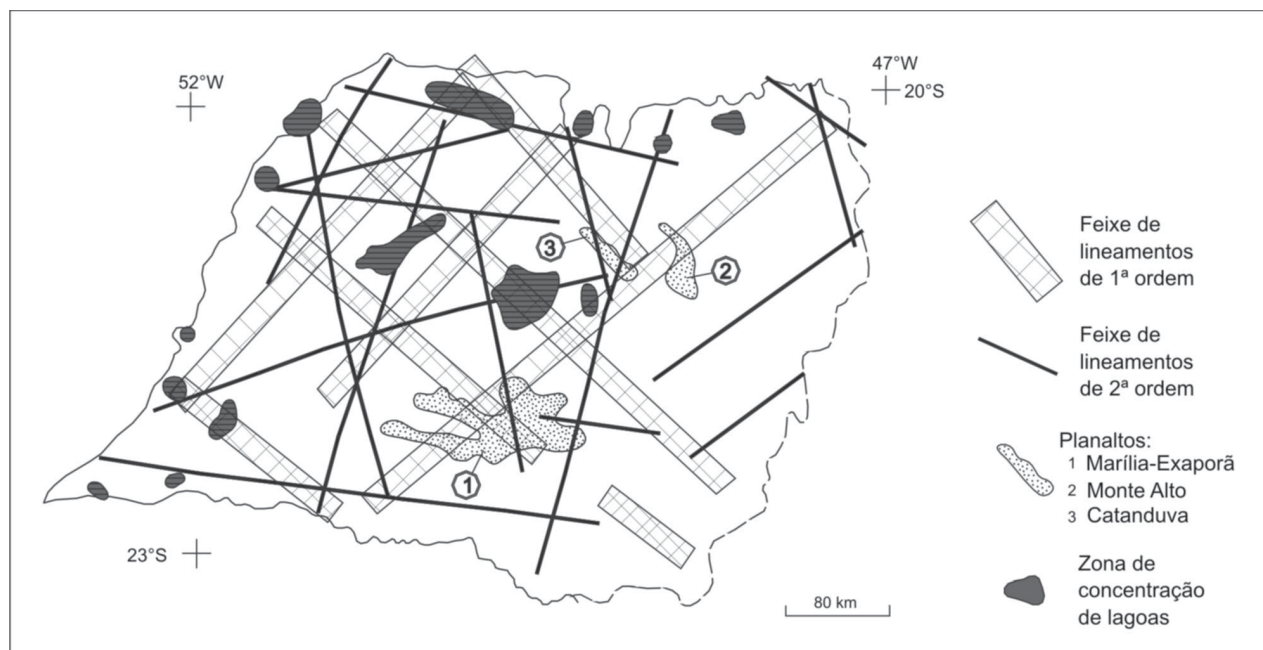 52°W
47°W
20°S
3
2
1
23°S
80 km
Feixe de
lineamentos
de 1ª ordem
Feixe de
lineamentos
de 2ª ordem
Planaltos:
1 Marília-Exaporã
2 Monte Alto
3 Catanduva
Zona de
concentração
de lagoas